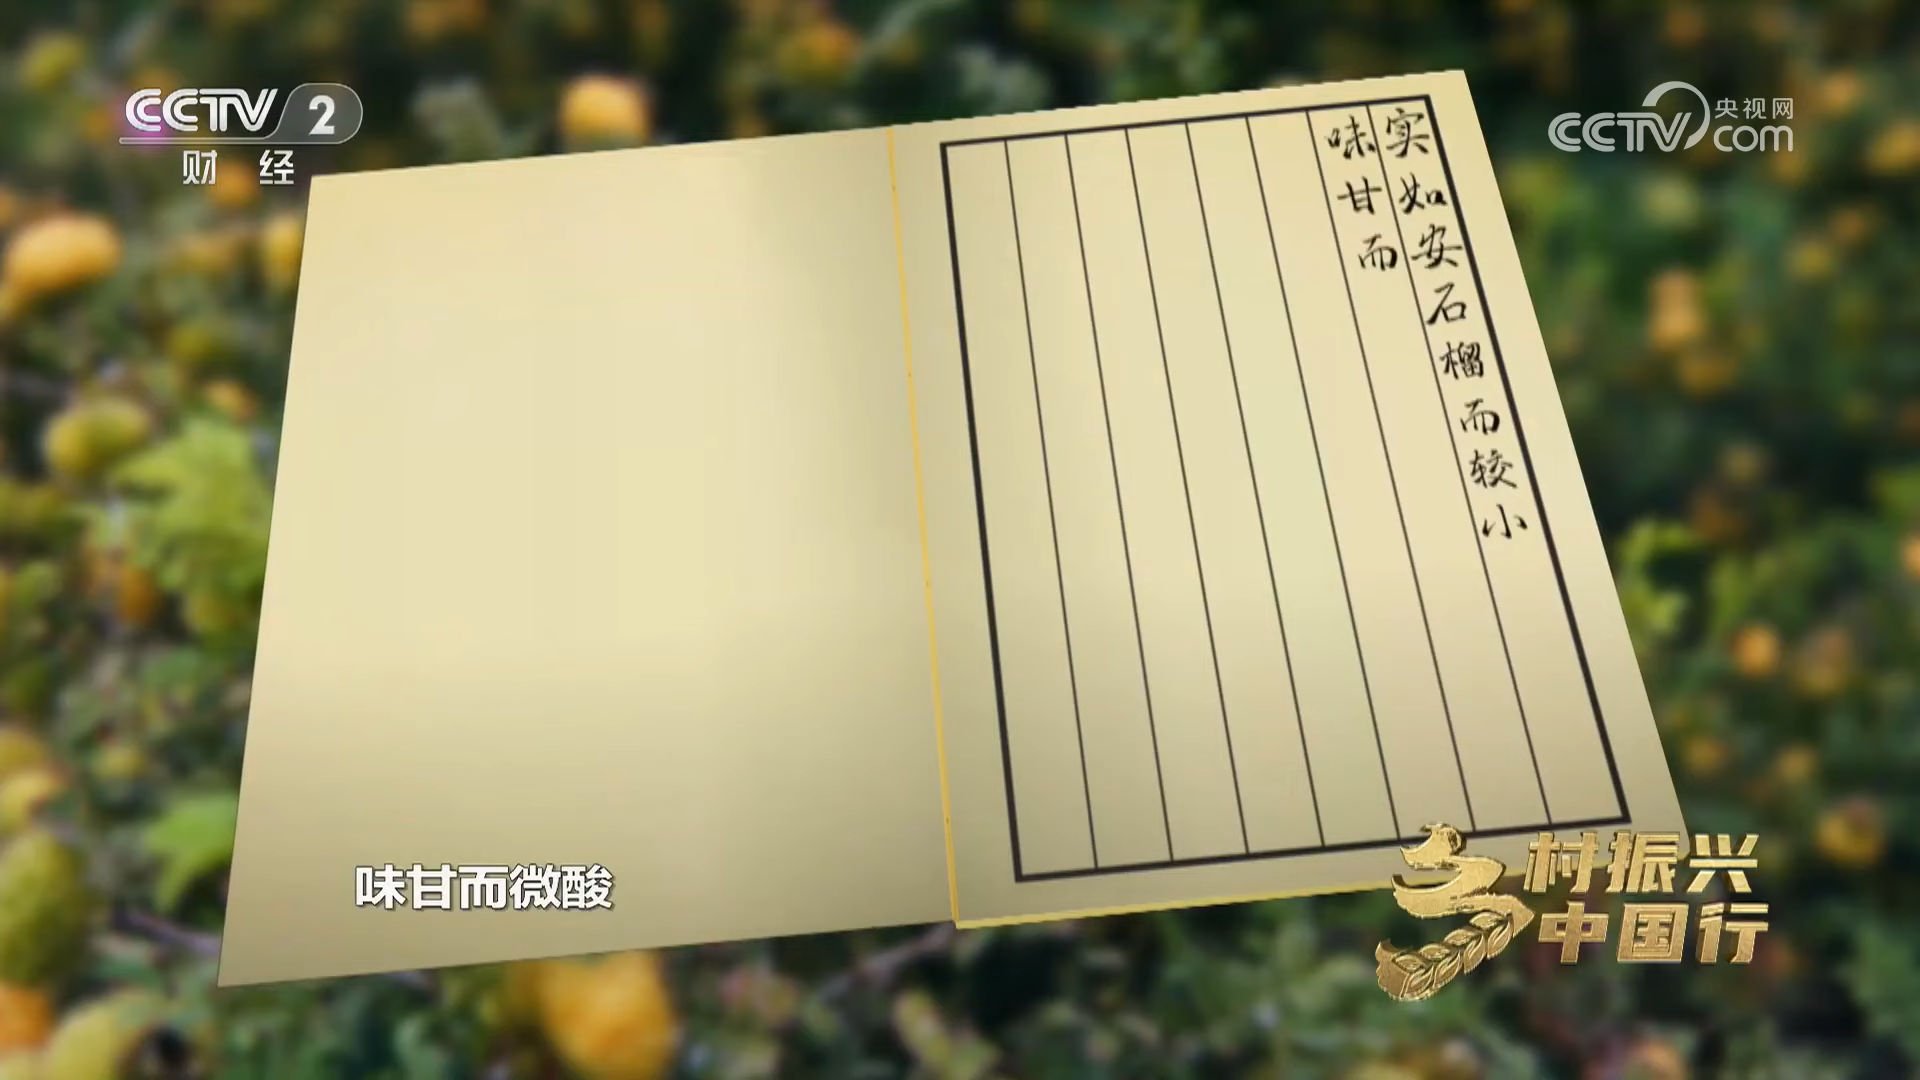 CCTV 2
财 经
央视网
CCTV.com
实如安石榴而较小
味甘而
味甘而微酸
乡村振兴
中国行